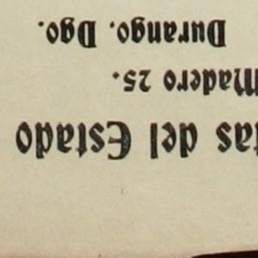 tas del Estado
Madero 25.
Durango. Dgo.